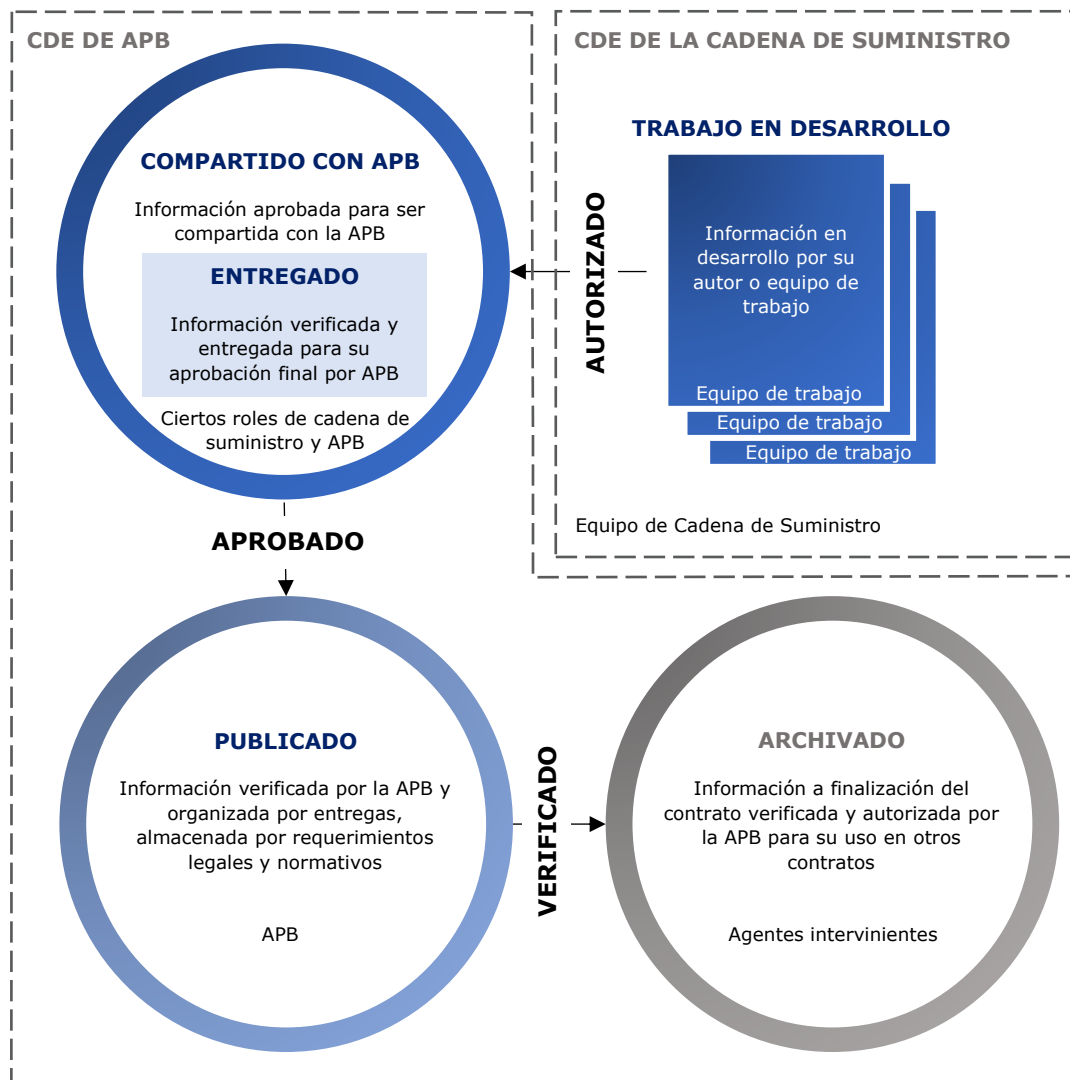 CDE DE APB
CDE DE LA CADENA DE SUMINISTRO
COMPARTIDO CON APB
Información aprobada para ser
compartida con la APB
ENTREGADO
Información verificada y
entregada para su
aprobación final por APB
Ciertos roles de cadena de
suministro y APB
AUTORIZADO
TRABAJO EN DESARROLLO
Información en
desarrollo por su
autor o equipo de
trabajo
Equipo de trabajo
Equipo de trabajo
Equipo de trabajo
Equipo de Cadena de Suministro
APROBADO
PUBLICADO
Información verificada por la APB y
organizada por entregas,
almacenada por requerimientos
legales y normativos
APB
VERIFICADO
ARCHIVADO
Información a finalización del
contrato verificada y autorizada por
la APB para su uso en otros
contratos
Agentes intervinientes